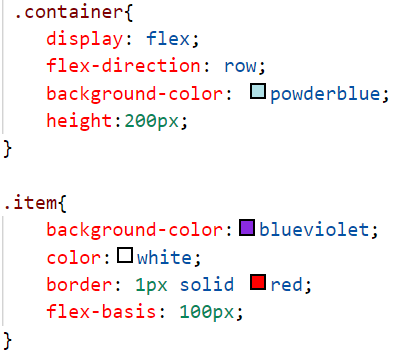 .container{
display: flex;
flex-direction: row;
background-color: powderblue;
height:200px;
}
.item{
background-color: blueviolet;
color: white;
border: 1px solid red;
flex-basis: 100px;
}